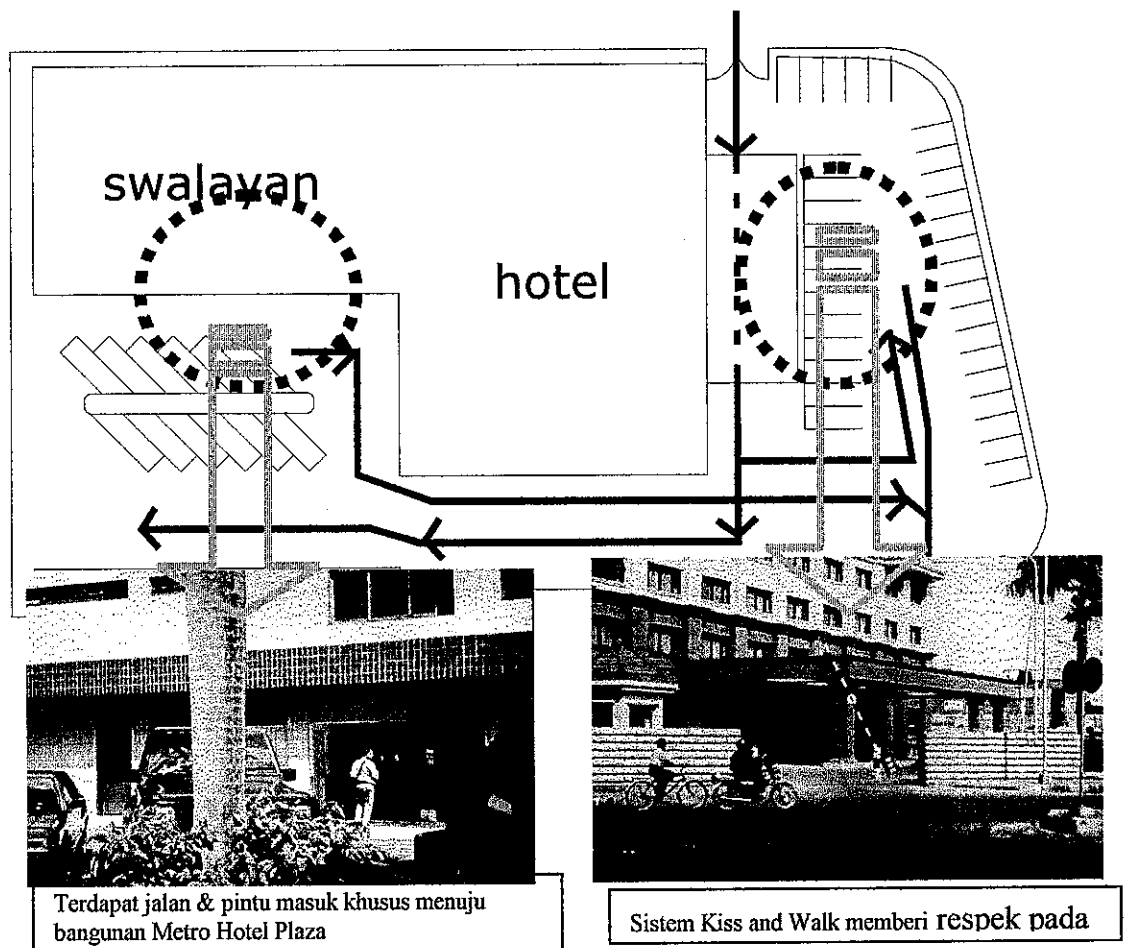 swalayan
hotel
Terdapat jalan & pintu masuk khusus menuju
bangunan Metro Hotel Plaza
Sistem Kiss and Walk memberi respek pada